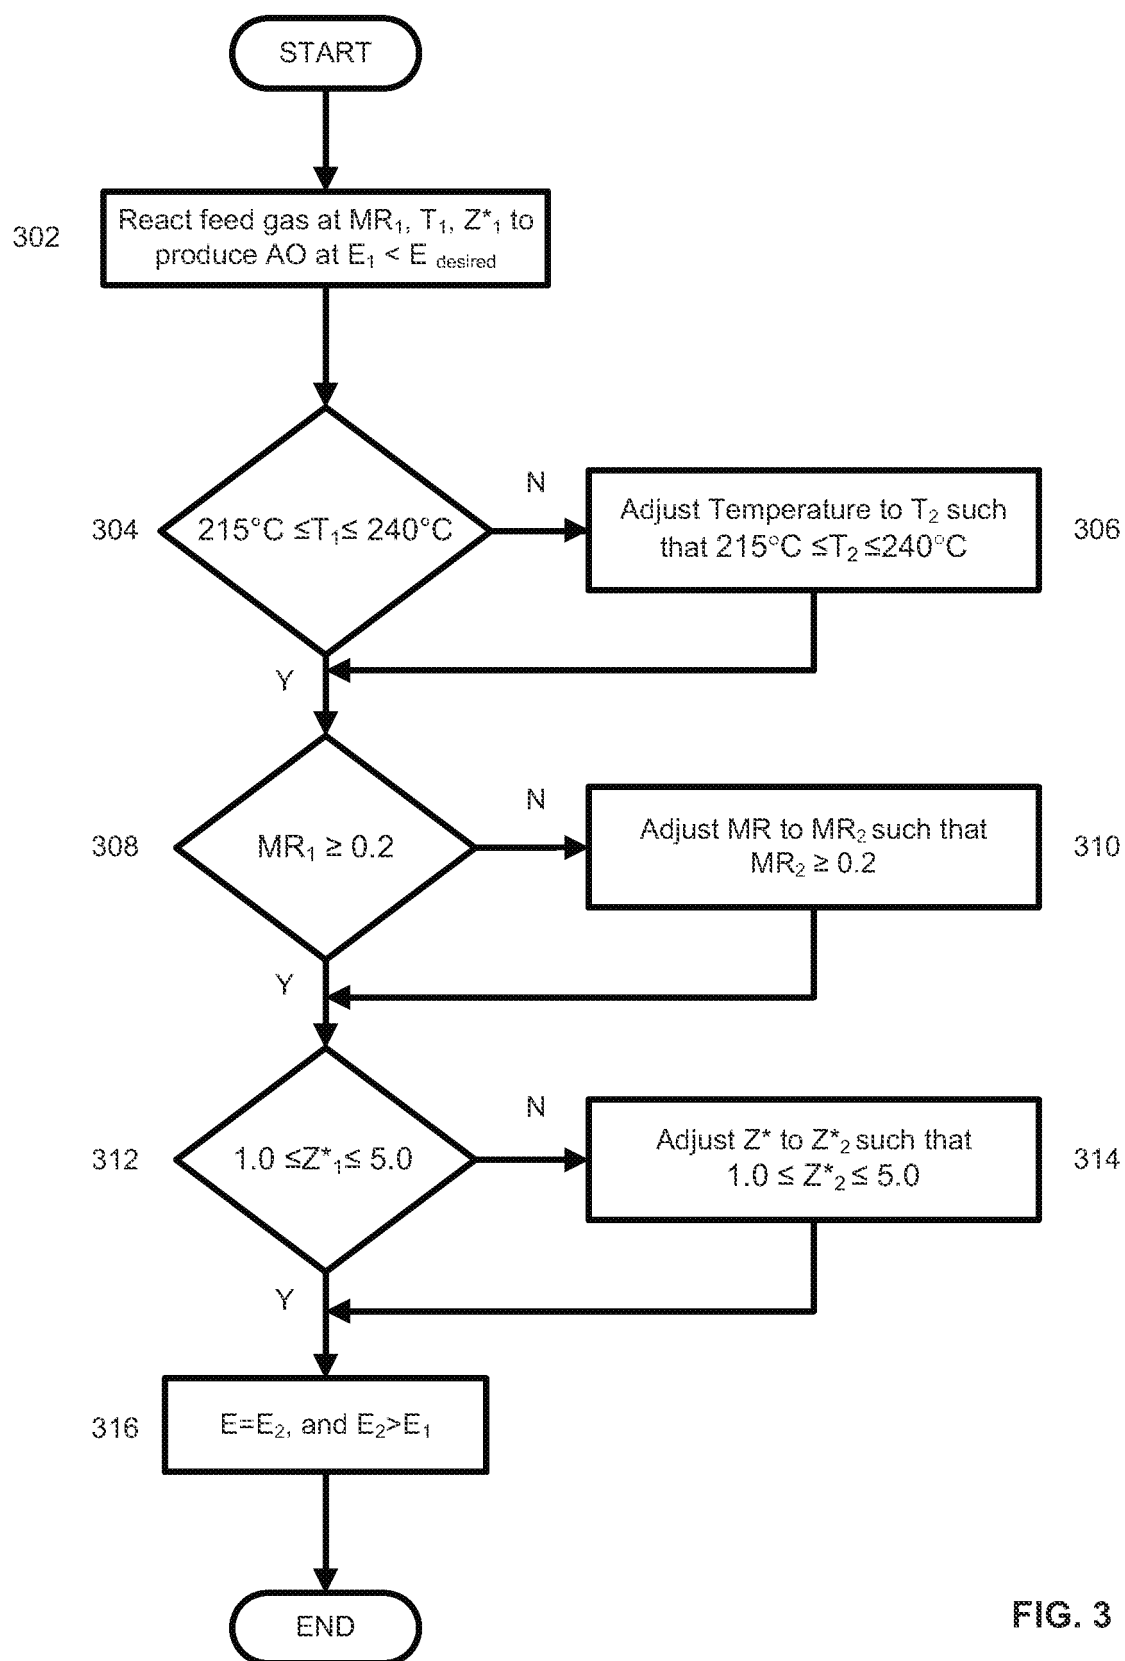 START
302
React feed gas at MR₁, T₁, Z*₁ to
produce AO at E₁ < E desired
304
215°C ≤T₁≤ 240°C
N
Adjust Temperature to T₂ such
that 215°C ≤T₂ ≤240°C
306
Y
308
MR₁ ≥ 0.2
N
Adjust MR to MR₂ such that
MR₂ ≥ 0.2
310
Y
312
1.0 ≤Z*₁≤ 5.0
N
Adjust Z* to Z*₂ such that
1.0 ≤ Z*₂ ≤ 5.0
314
Y
316
E=E₂, and E₂>E₁
END
FIG. 3